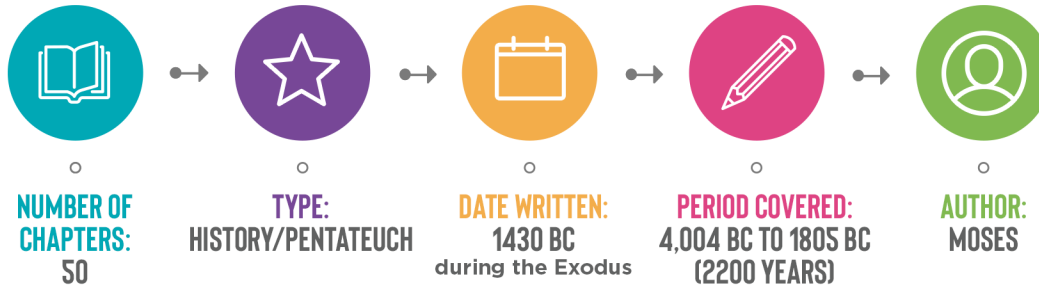 NUMBER OF
CHAPTERS:
50
TYPE:
HISTORY/PENTATEUCH
DATE WRITTEN:
1430 BC
during the Exodus
PERIOD COVERED:
4,004 BC TO 1805 BC
(2200 YEARS)
AUTHOR:
MOSES